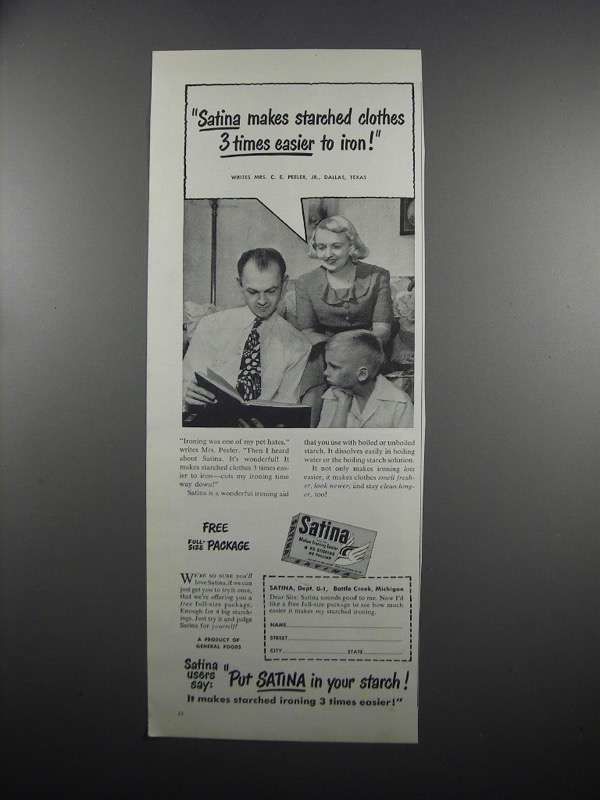 "Satina makes starched clothes
3 times easier to iron!"
WRITES MRS. C. E. PEELER, JR., DALLAS, TEXAS
"Ironing was one of my pet hates,"
writes Mrs. Peeler. "Then I heard
about Satina. It's wonderful! It
makes starched clothes 3 times eas-
ier to iron—cuts my ironing time
way down!"
Satina is a wonderful ironing aid
that you use with boiled or unboiled
starch. It dissolves easily in boiling
water or the boiling starch solution.
It not only makes ironing lots
easier, it makes clothes smell fresh-
er, look newer, and stay clean long-
er, too!
FREE
FULL-SIZE PACKAGE
Satina
Makes Ironing Easier
NO STICKING
NO PULLING
SATINA
WE'RE SO SURE you'll
love Satina, if we can
just get you to try it once,
that we're offering you a
free full-size package.
Enough for 4 big starch-
ings. Just try it and judge
Satina for yourself!
A PRODUCT OF
GENERAL FOODS
SATINA, Dept. G-1, Battle Creek, Michigan
Dear Sirs: Satina sounds good to me. Now I'd
like a free full-size package to see how much
easier it makes my starched ironing.
NAME
STREET
CITY STATE
Satina users say: "Put SATINA in your starch!
It makes starched ironing 3 times easier!"